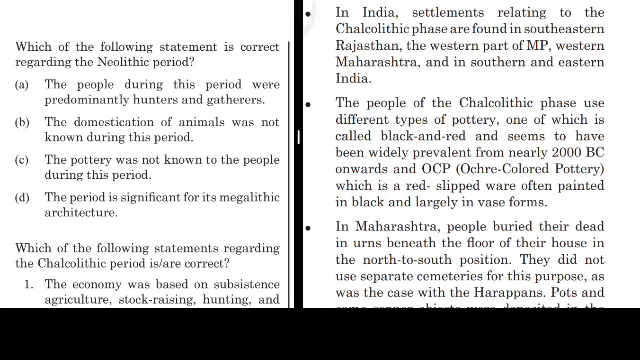 Which of the following statement is correct
regarding the Neolithic period?
(a) The people during this period were
predominantly hunters and gatherers.
(b) The domestication of animals was not
known during this period.
(c) The pottery was not known to the people
during this period.
(d) The period is significant for its megalithic
architecture.
Which of the following statements regarding
the Chalcolithic period is/are correct?
1. The economy was based on subsistence
agriculture, stock-raising, hunting, and
• In India, settlements relating to the
Chalcolithic phase are found in southeastern
Rajasthan, the western part of MP, western
Maharashtra, and in southern and eastern
India.
• The people of the Chalcolithic phase use
different types of pottery, one of which is
called black-and-red and seems to have
been widely prevalent from nearly 2000 BC
onwards and OCP (Ochre-Colored Pottery)
which is a red- slipped ware often painted
in black and largely in vase forms.
• In Maharashtra, people buried their dead
in urns beneath the floor of their house in
the north-to-south position. They did not
use separate cemeteries for this purpose, as
was the case with the Harappans. Pots and